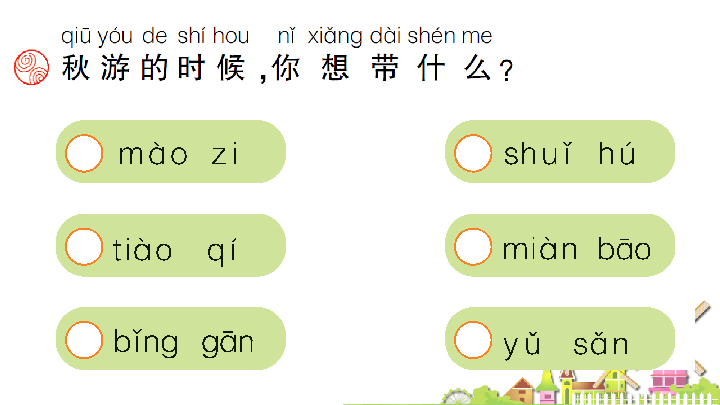 qiū yóu de shí hou nǐ xiǎng dài shén me
秋游的时候,你想带什么?
mào zi shuǐ hú
tiào qí miàn bāo
bǐng gān yǔ sǎn